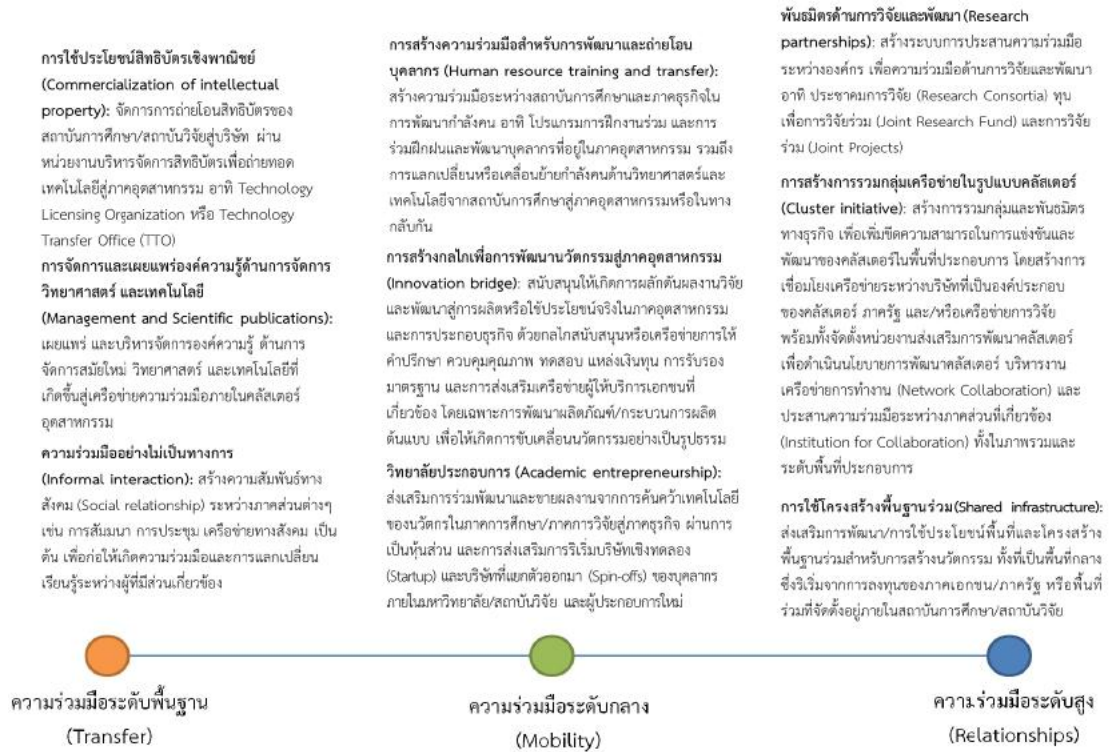 การใช้ประโยชน์สิทธิบัตรเชิงพาณิชย์
(Commercialization of intellectual
property): จัดการการถ่ายโอนสิทธิบัตรของ
สถาบันการศึกษา/สถาบันวิจัยสู่บริษัท ผ่าน
หน่วยงานบริหารจัดการสิทธิบัตรเพื่อถ่ายทอด
เทคโนโลยีสู่ภาคอุตสาหกรรม อาทิ Technology
Licensing Organization หรือ Technology
Transfer Office (TTO)
การจัดการและเผยแพร่องค์ความรู้ด้านการจัดการ
วิทยาศาสตร์ และเทคโนโลยี
(Management and Scientific publications):
เผยแพร่ และบริหารจัดการองค์ความรู้ ด้านการ
จัดการสมัยใหม่ วิทยาศาสตร์ และเทคโนโลยีที่
เกิดขึ้นสู่เครือข่ายความร่วมมือภายในคลัสเตอร์
อุตสาหกรรม
ความร่วมมืออย่างไม่เป็นทางการ
(Informal interaction): สร้างความสัมพันธ์ทาง
สังคม (Social relationship) ระหว่างภาคส่วนต่างๆ
เช่น การสัมมนา การประชุม เครือข่ายทางสังคม เป็น
ต้น เพื่อก่อให้เกิดความร่วมมือและการแลกเปลี่ยน
เรียนรู้ระหว่างผู้ที่มีส่วนเกี่ยวข้อง
การสร้างความร่วมมือสำหรับการพัฒนาและถ่ายโอน
บุคลากร (Human resource training and transfer):
สร้างความร่วมมือระหว่างสถาบันการศึกษาและภาคธุรกิจใน
การพัฒนากำลังคน อาทิ โปรแกรมการฝึกงานร่วม และการ
ร่วมฝึกฝนและพัฒนาบุคลากรที่อยู่ในภาคอุตสาหกรรม รวมถึง
การแลกเปลี่ยนหรือเคลื่อนย้ายกำลังคนด้านวิทยาศาสตร์และ
เทคโนโลยีจากสถาบันการศึกษาสู่ภาคอุตสาหกรรมหรือในทาง
กลับกัน
การสร้างกลไกเพื่อการพัฒนานวัตกรรมสู่ภาคอุตสาหกรรม
(Innovation bridge): สนับสนุนให้เกิดการผลักดันผลงานวิจัย
และพัฒนาสู่การผลิตหรือใช้ประโยชน์จริงในภาคอุตสาหกรรม
และการประกอบธุรกิจ ด้วยกลไกสนับสนุนหรือเครือข่ายการให้
คำปรึกษา ควบคุมคุณภาพ ทดสอบ แหล่งเงินทุน การรับรอง
มาตรฐาน และการส่งเสริมเครือข่ายผู้ให้บริการเอกชนที่
เกี่ยวข้อง โดยเฉพาะการพัฒนาผลิตภัณฑ์/กระบวนการผลิต
ต้นแบบ เพื่อให้เกิดการขับเคลื่อนนวัตกรรมอย่างเป็นรูปธรรม
วิทยาลัยประกอบการ (Academic entrepreneurship):
ส่งเสริมการร่วมพัฒนาและขายผลงานจากการค้นคว้าเทคโนโลยี
ของนวัตกรในภาคการศึกษา/ภาคการวิจัยสู่ภาคธุรกิจ ผ่านการ
เป็นหุ้นส่วน และการส่งเสริมการริเริ่มบริษัทเชิงทดลอง
(Startup) และบริษัทที่แยกตัวออกมา (Spin-offs) ของบุคลากร
ภายในมหาวิทยาลัย/สถาบันวิจัย และผู้ประกอบการใหม่
พันธมิตรด้านการวิจัยและพัฒนา (Research
partnerships): สร้างระบบการประสานความร่วมมือ
ระหว่างองค์กร เพื่อความร่วมมือด้านการวิจัยและพัฒนา
อาทิ ประชาคมการวิจัย (Research Consortia) ทุน
เพื่อการวิจัยร่วม (Joint Research Fund) และการวิจัย
ร่วม (Joint Projects)
การสร้างการรวมกลุ่มเครือข่ายในรูปแบบคลัสเตอร์
(Cluster initiative): สร้างการรวมกลุ่มและพันธมิตร
ทางธุรกิจ เพื่อเพิ่มขีดความสามารถในการแข่งขันและ
พัฒนาของคลัสเตอร์ในพื้นที่ประกอบการ โดยสร้างการ
เชื่อมโยงเครือข่ายระหว่างบริษัทที่เป็นองค์ประกอบ
ของคลัสเตอร์ ภาครัฐ และ/หรือเครือข่ายการวิจัย
พร้อมทั้งจัดตั้งหน่วยงานส่งเสริมการพัฒนาคลัสเตอร์
เพื่อดำเนินนโยบายการพัฒนาคลัสเตอร์ บริหารงาน
เครือข่ายการทำงาน (Network Collaboration) และ
ประสานความร่วมมือระหว่างภาคส่วนที่เกี่ยวข้อง
(Institution for Collaboration) ทั้งในภาพรวมและ
ระดับพื้นที่ประกอบการ
การใช้โครงสร้างพื้นฐานร่วม(Shared infrastructure):
ส่งเสริมการพัฒนา/การใช้ประโยชน์พื้นที่และโครงสร้าง
พื้นฐานร่วมสำหรับการสร้างนวัตกรรม ทั้งที่เป็นพื้นที่กลาง
ซึ่งริเริ่มจากการลงทุนของภาคเอกชน/ภาครัฐ หรือพื้นที่
ร่วมที่จัดตั้งอยู่ภายในสถาบันการศึกษา/สถาบันวิจัย
ความร่วมมือระดับพื้นฐาน
(Transfer)
ความร่วมมือระดับกลาง
(Mobility)
ความร่วมมือระดับสูง
(Relationships)